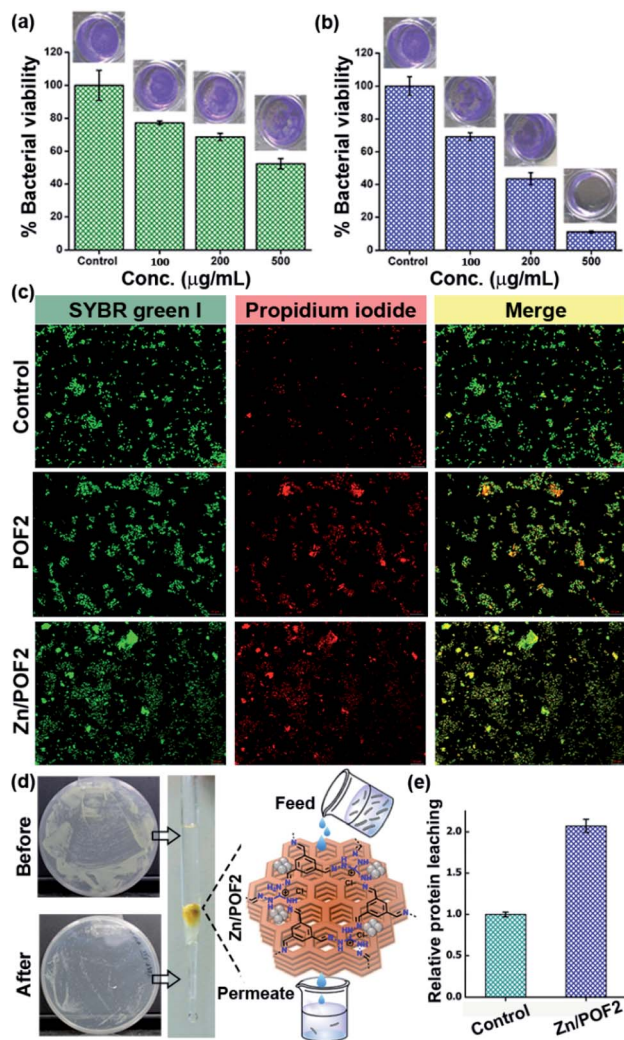 (a)
% Bacterial viability
120
100
80
60
40
20
0
Control
100
200
500
Conc. (μg/mL)
(b)
% Bacterial viability
120
100
80
60
40
20
0
Control
100
200
500
Conc. (μg/mL)
(c)
SYBR green I
Propidium iodide
Merge
Control
POF2
Zn/POF2
(d)
Before
After
Zn/POF2
Feed
Permeate
(e)
Relative protein leaching
2.0
1.5
1.0
0.5
0.0
Control
Zn/POF2